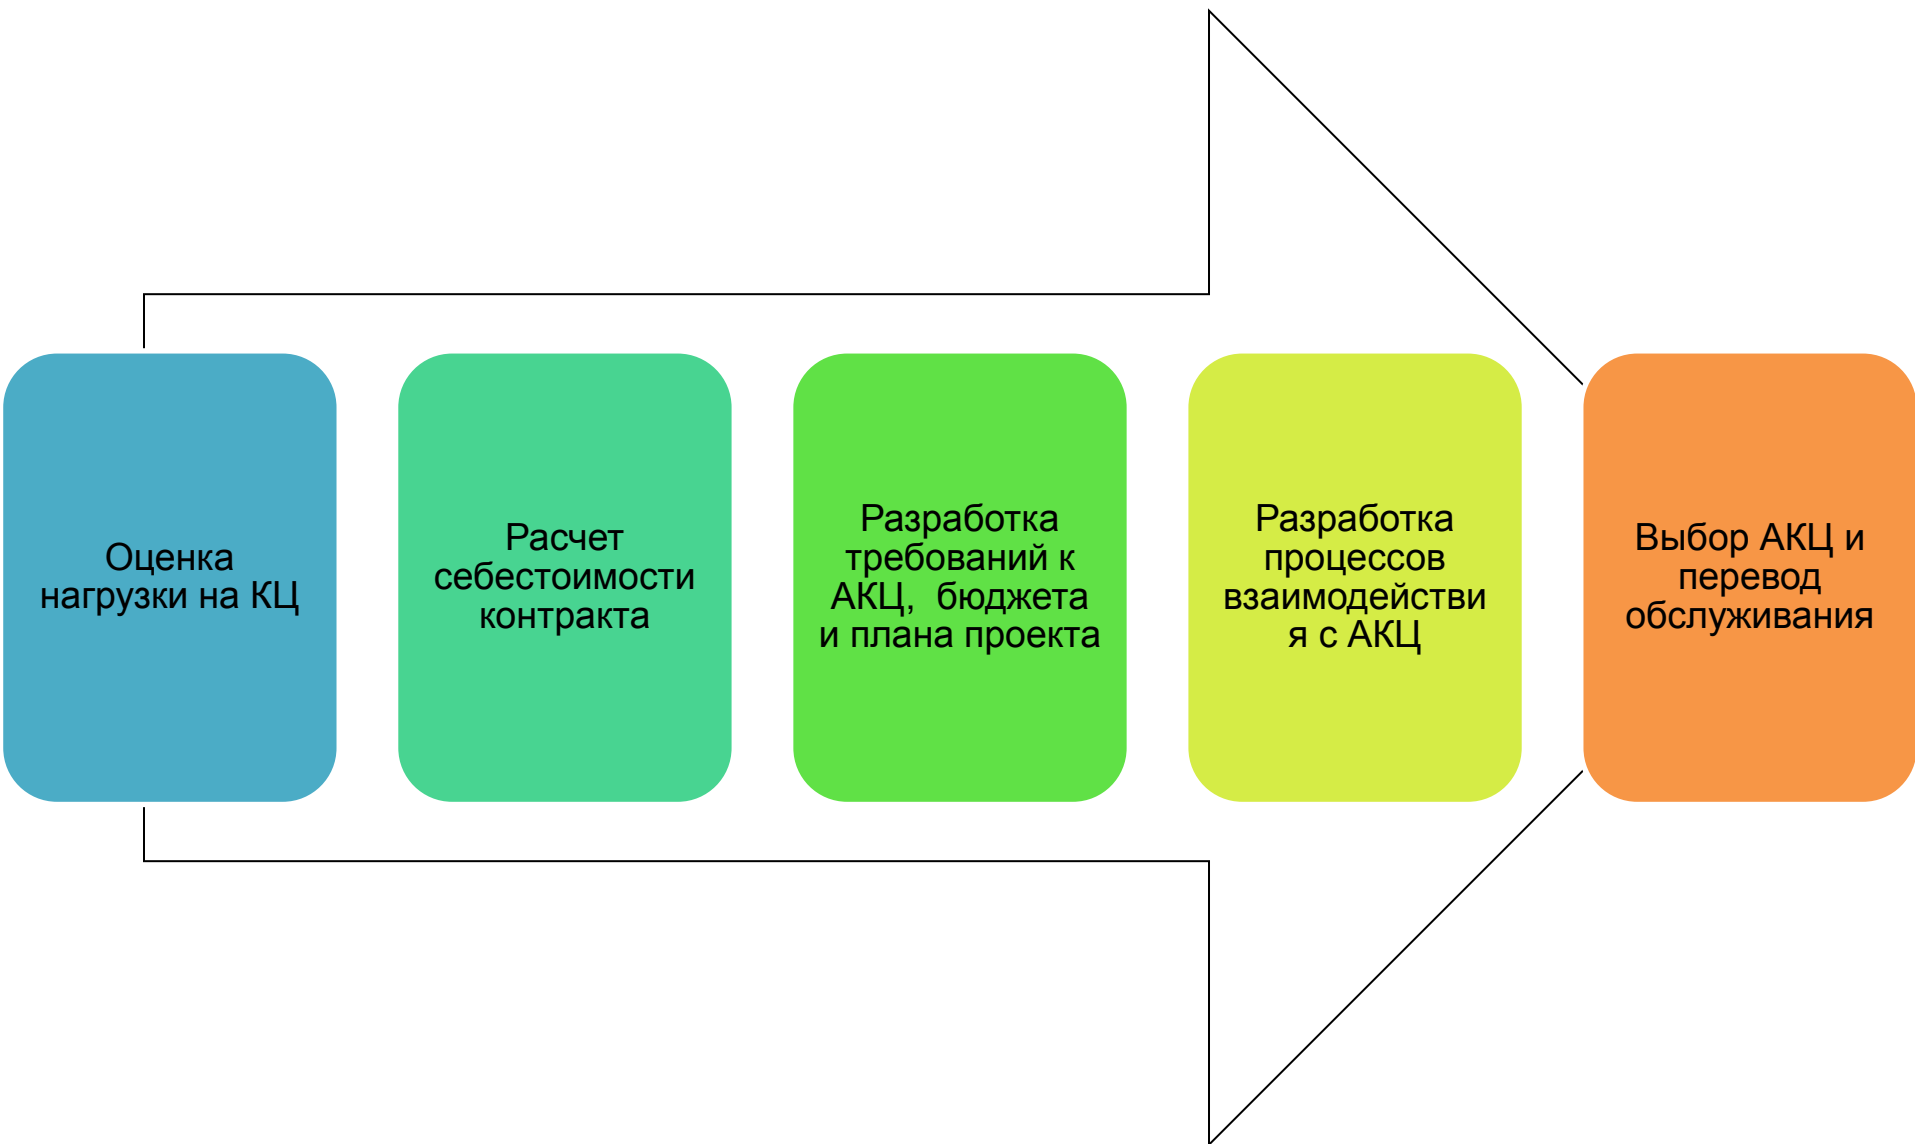 Оценка
нагрузки на КЦ
Расчет
себестоимости
контракта
Разработка
требований к
АКЦ,  бюджета
и плана проекта
Разработка
процессов
взаимодействи
я с АКЦ
Выбор АКЦ и
перевод
обслуживания